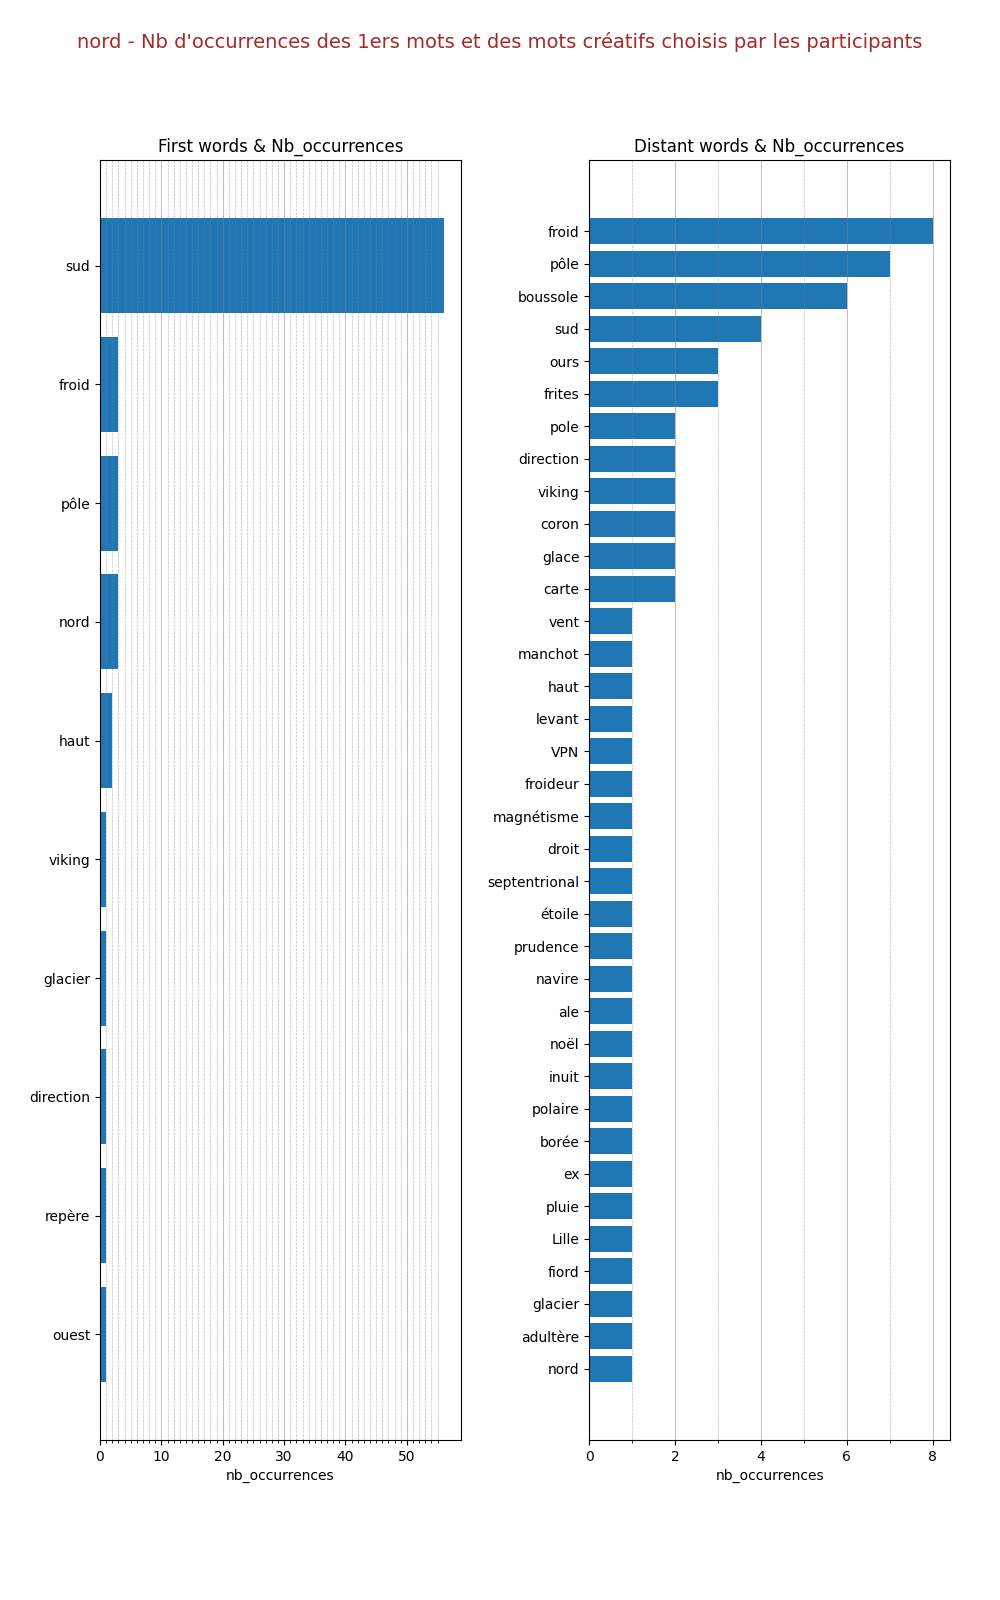 nord - Nb d'occurrences des 1ers mots et des mots créatifs choisis par les participants
First words & Nb_occurrences
sud
froid
pôle
nord
haut
viking
glacier
direction
repère
ouest
0 10 20 30 40 50
nb_occurrences
Distant words & Nb_occurrences
froid
pôle
boussole
sud
ours
frites
pole
direction
viking
coron
glace
carte
vent
manchot
haut
levant
VPN
froideur
magnétisme
droit
septentrional
étoile
prudence
navire
ale
noël
inuit
polaire
borée
ex
pluie
Lille
fiord
glacier
adultère
nord
0 2 4 6 8
nb_occurrences